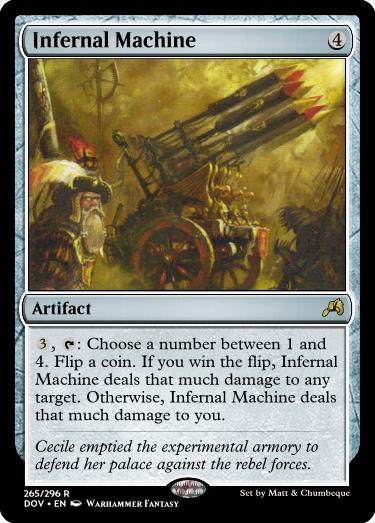 Infernal Machine 4
Artifact
3, T: Choose a number between 1 and
4. Flip a coin. If you win the flip, Infernal
Machine deals that much damage to any
target. Otherwise, Infernal Machine deals
that much damage to you.
Cecile emptied the experimental armory to
defend her palace against the rebel forces.
265/296 R
DOV • EN Warhammer Fantasy
Set by Matt & Chumbeque